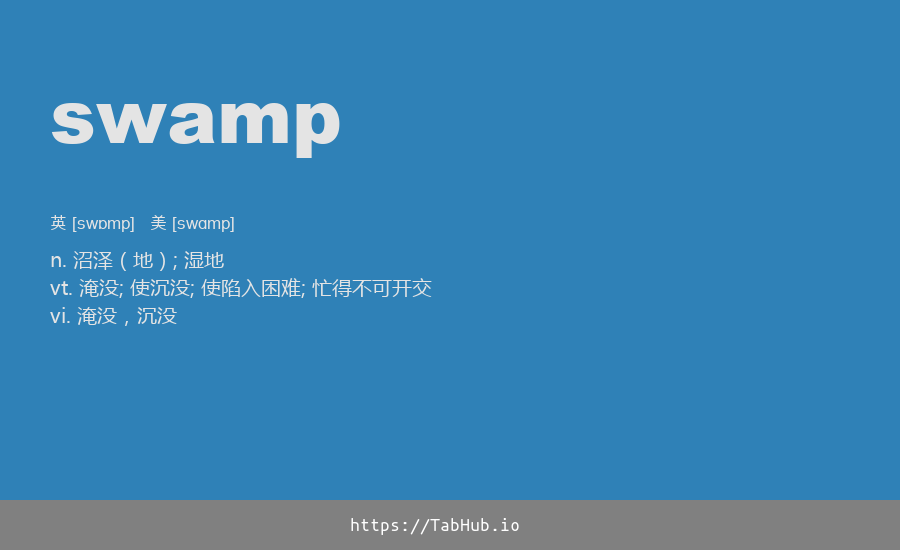 swamp
英 [swɒmp] 美 [swɑmp]
n. 沼泽（地）; 湿地
vt. 淹没; 使沉没; 使陷入困难; 忙得不可开交
vi. 淹没，沉没
https://TabHub.io